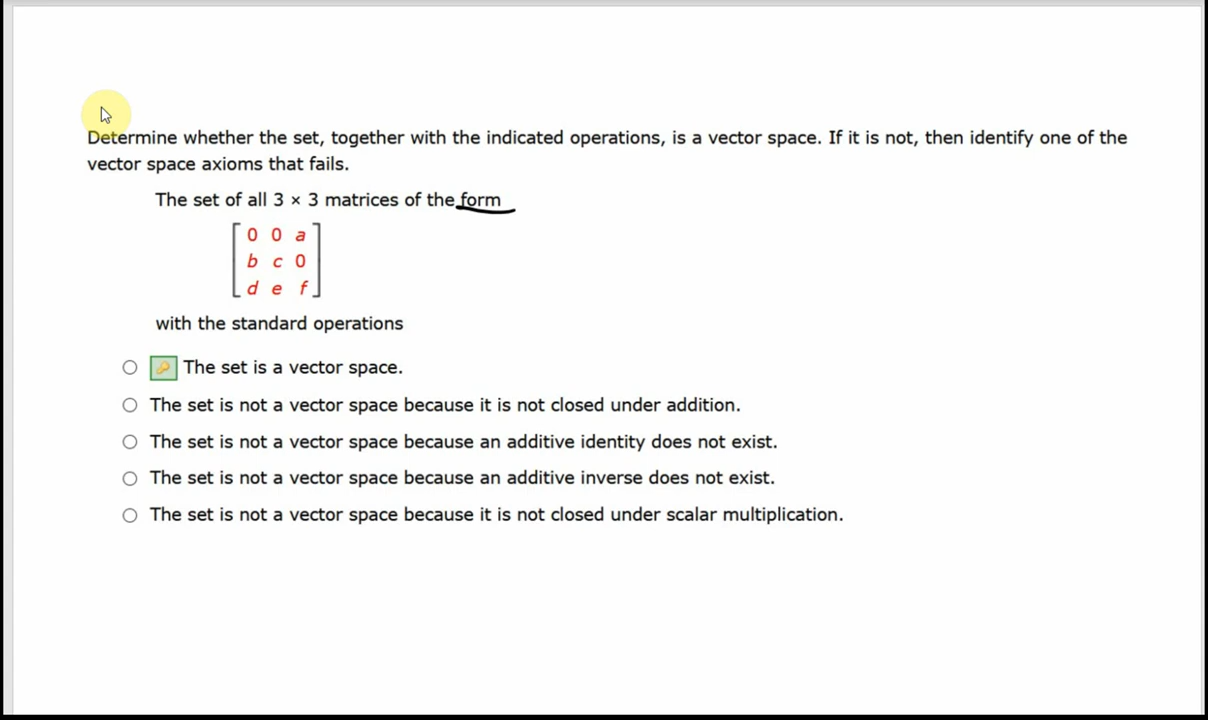 Determine whether the set, together with the indicated operations, is a vector space. If it is not, then identify one of the
vector space axioms that fails.
The set of all 3 × 3 matrices of the form
0 0 a
b c 0
d e f
with the standard operations
The set is a vector space.
The set is not a vector space because it is not closed under addition.
The set is not a vector space because an additive identity does not exist.
The set is not a vector space because an additive inverse does not exist.
The set is not a vector space because it is not closed under scalar multiplication.